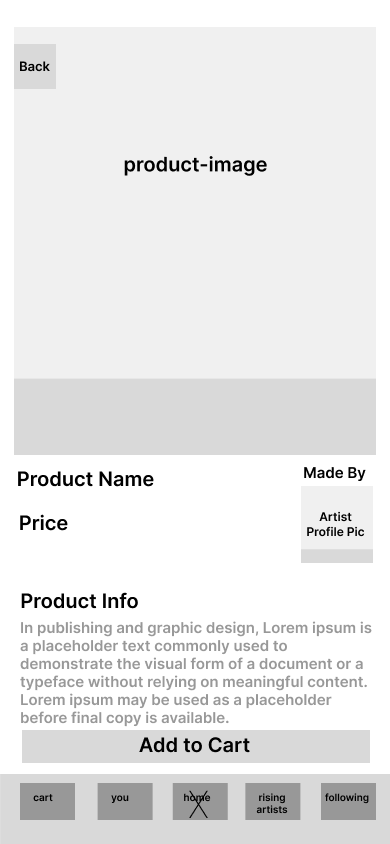 Back
product-image
Product Name
Made By
Price
Artist
Profile Pic
Product Info
In publishing and graphic design, Lorem ipsum is
a placeholder text commonly used to
demonstrate the visual form of a document or a
typeface without relying on meaningful content.
Lorem ipsum may be used as a placeholder
before final copy is available.
Add to Cart
cart you home rising following
artists